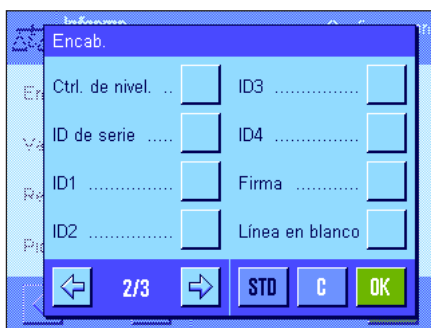 Informe
Encab.
Ctrl. de nivel. ..
ID de serie .....
ID1 ...............
ID2 ...............
ID3 ...............
ID4 ...............
Firma ...........
Línea en blanco
2/3
STD
C
OK